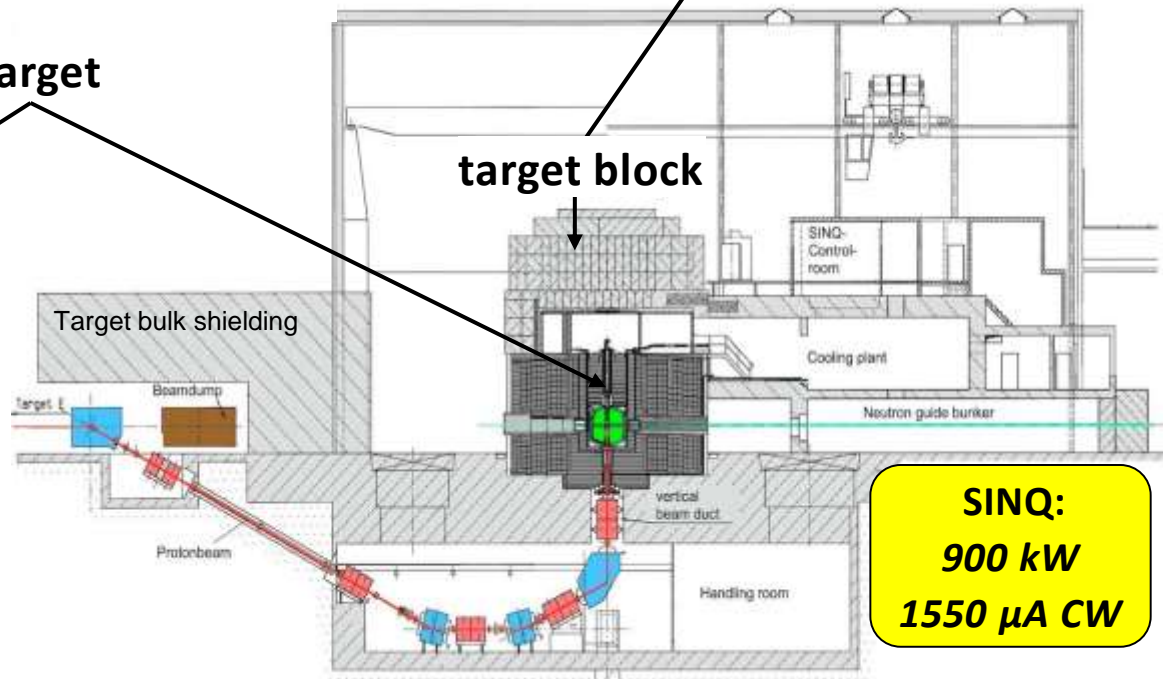 arget
target block
SINQ-
Control-
room
Target bulk shielding
Cooling plant
Beamdump
Target E
Neutron guide bunker
vertical
beam duct
Protonbeam
Handling room
SINQ:
900 kW
1550 µA CW